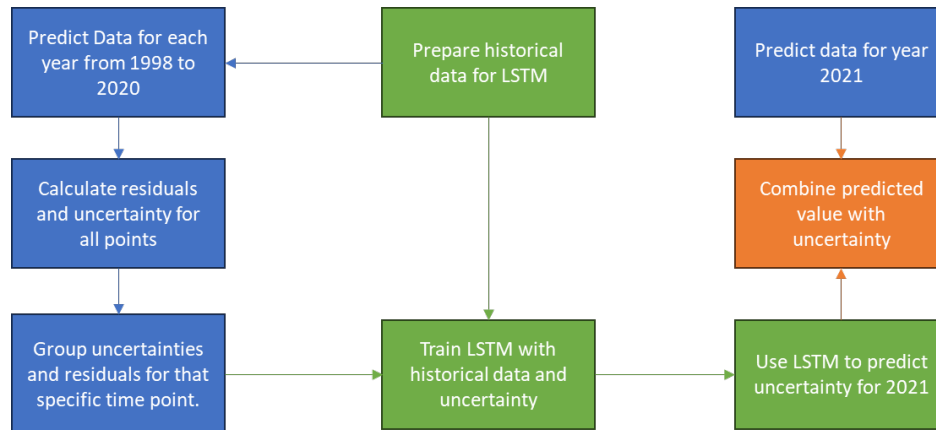 Predict Data for each
year from 1998 to
2020
Prepare historical
data for LSTM
Predict data for year
2021
Calculate residuals
and uncertainty for
all points
Combine predicted
value with
uncertainty
Group uncertainties
and residuals for that
specific time point.
Train LSTM with
historical data and
uncertainty
Use LSTM to predict
uncertainty for 2021